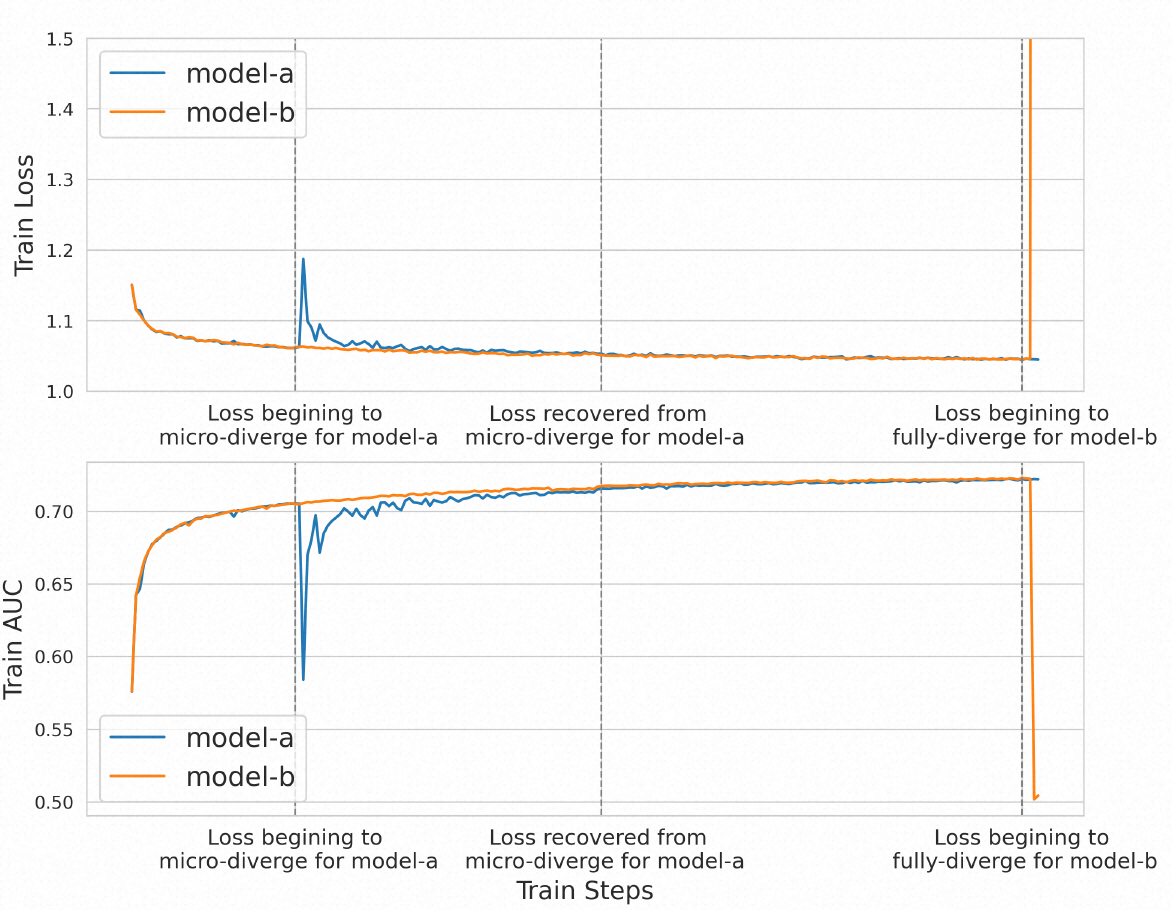 1.5
1.4
1.3
1.2
1.1
1.0
Train Loss
model-a
model-b
Loss begining to
micro-diverge for model-a
Loss recovered from
micro-diverge for model-a
Loss begining to
fully-diverge for model-b
0.70
0.65
0.60
0.55
0.50
Train AUC
model-a
model-b
Loss begining to
micro-diverge for model-a
Loss recovered from
micro-diverge for model-a
Loss begining to
fully-diverge for model-b
Train Steps